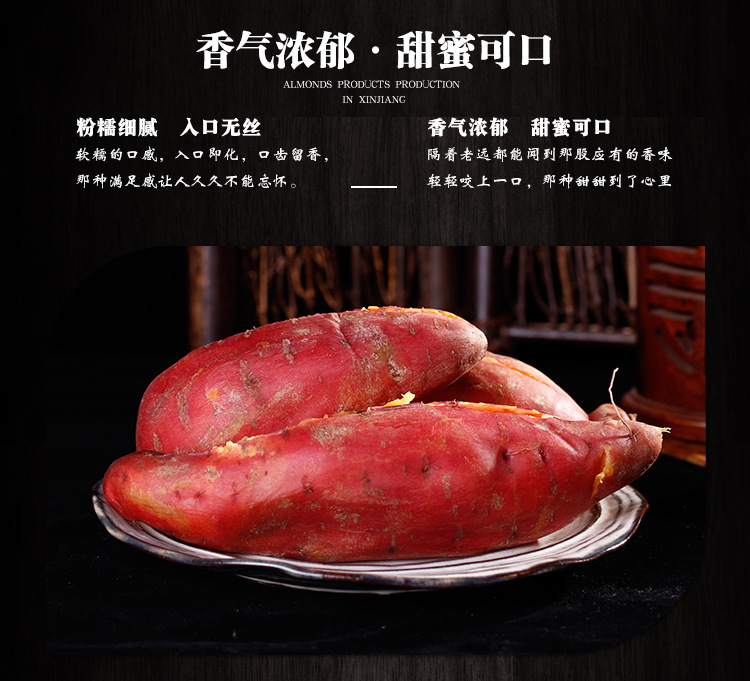 香气浓郁·甜蜜可口
ALMONDS PRODUCTS PRODUCTION
IN XINJIANG
粉糯细腻 入口无丝
软糯的口感，入口即化，口齿留香，
那种满足感让人久久不能忘怀。
香气浓郁 甜蜜可口
隔着老远都能闻到那股应有的香味
轻轻咬上一口，那种甜甜到了心里